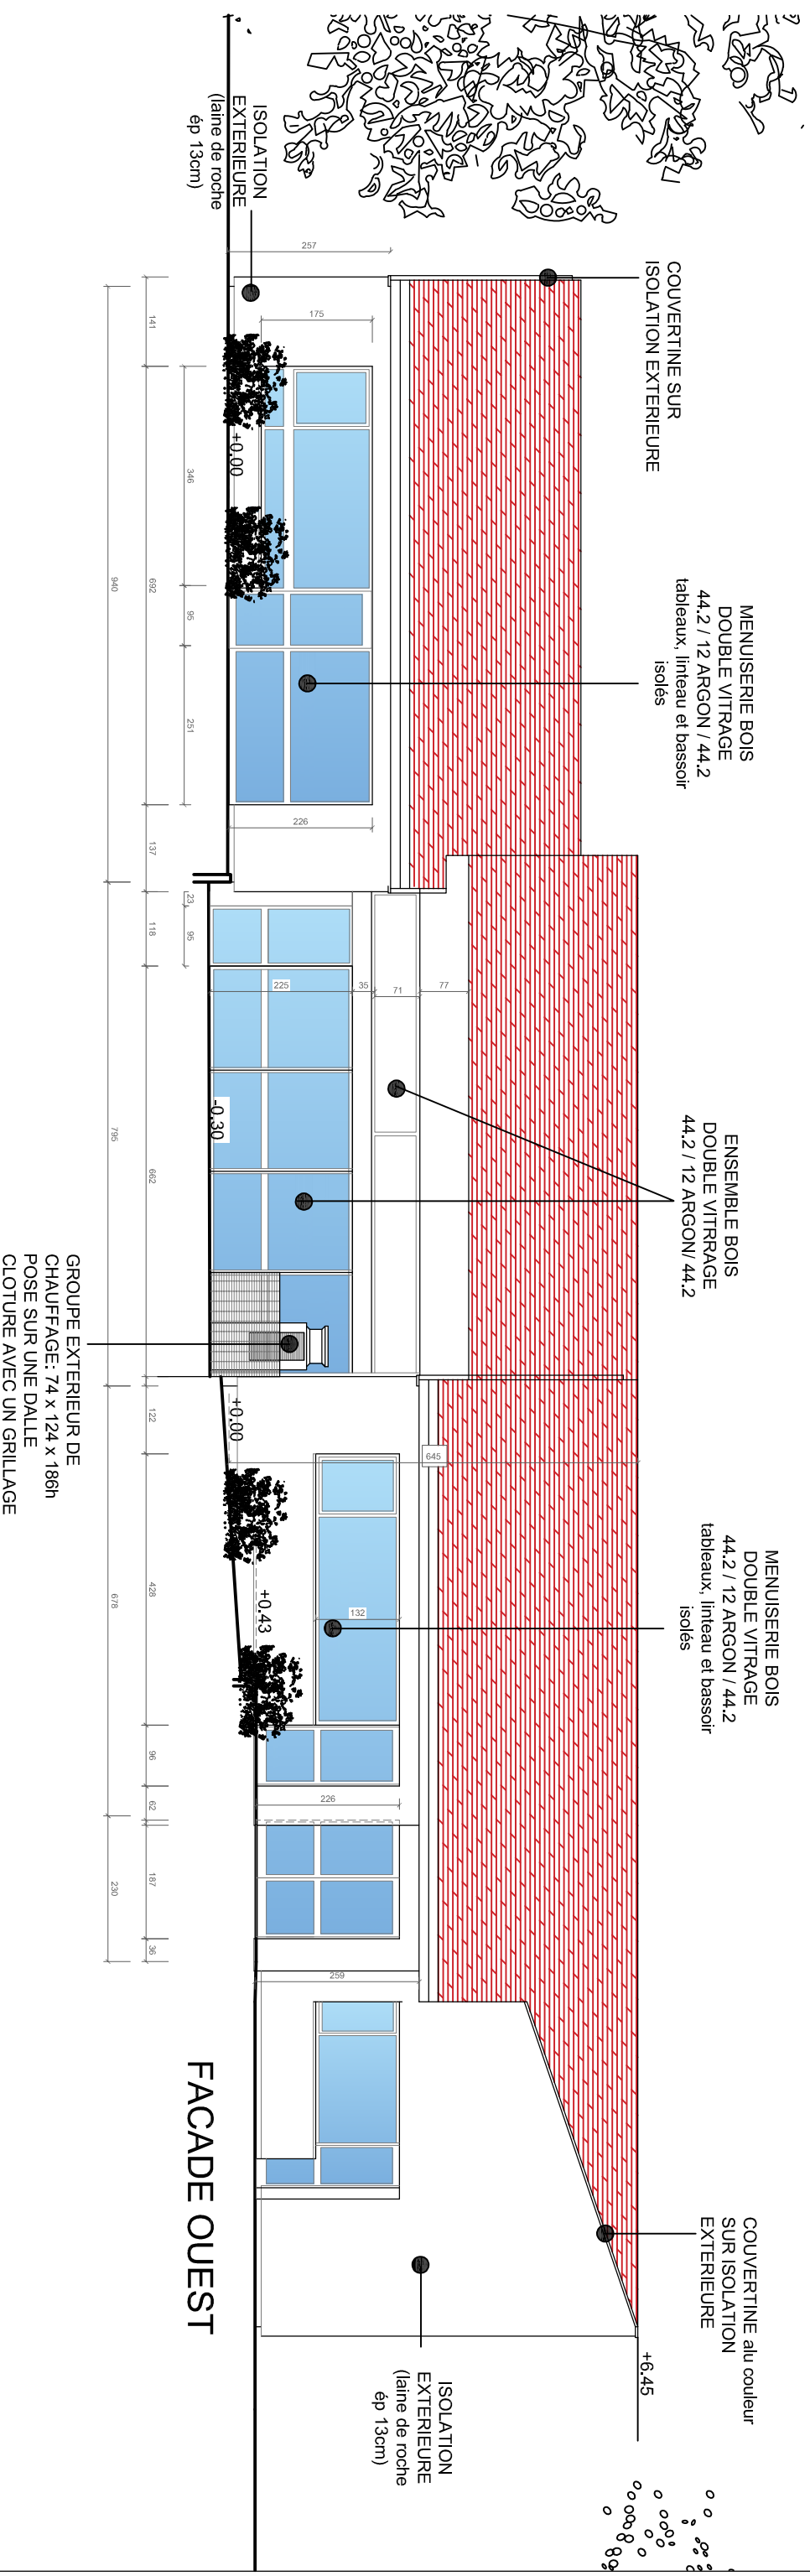 COUVERTINE SUR
ISOLATION EXTERIEURE
MENUISERIE BOIS
DOUBLE VITRAGE
44.2 / 12 ARGON / 44.2
tableaux, linteau et bassoir
isolés
ENSEMBLE BOIS
DOUBLE VITRRAGE
44.2 / 12 ARGON/ 44.2
MENUISERIE BOIS
DOUBLE VITRAGE
44.2 / 12 ARGON / 44.2
tableaux, linteau et bassoir
isolés
COUVERTINE alu couleur
SUR ISOLATION
EXTERIEURE
+6.45
ISOLATION
EXTERIEURE
(laine de roche
ép 13cm)
ISOLATION
EXTERIEURE
(laine de roche
ép 13cm)
257
175
226
225
35
71
77
645
132
226
259
+0.00
-0.30
+0.00
+0.43
346
95
251
23
95
141
692
137
118
662
122
428
96
62
187
36
940
795
678
230
GROUPE EXTERIEUR DE
CHAUFFAGE: 74 x 124 x 186h
POSE SUR UNE DALLE
CLOTURE AVEC UN GRILLAGE
FACADE OUEST